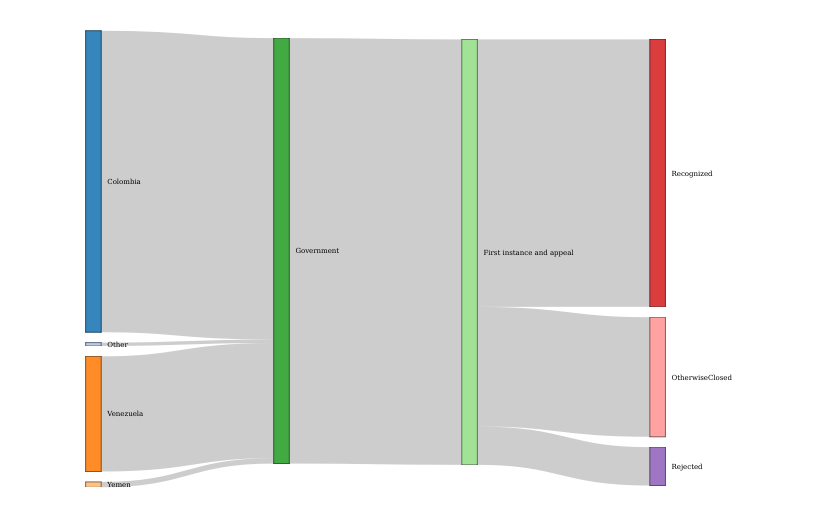 Colombia
Other
Venezuela
Yemen
Government
First instance and appeal
Recognized
OtherwiseClosed
Rejected